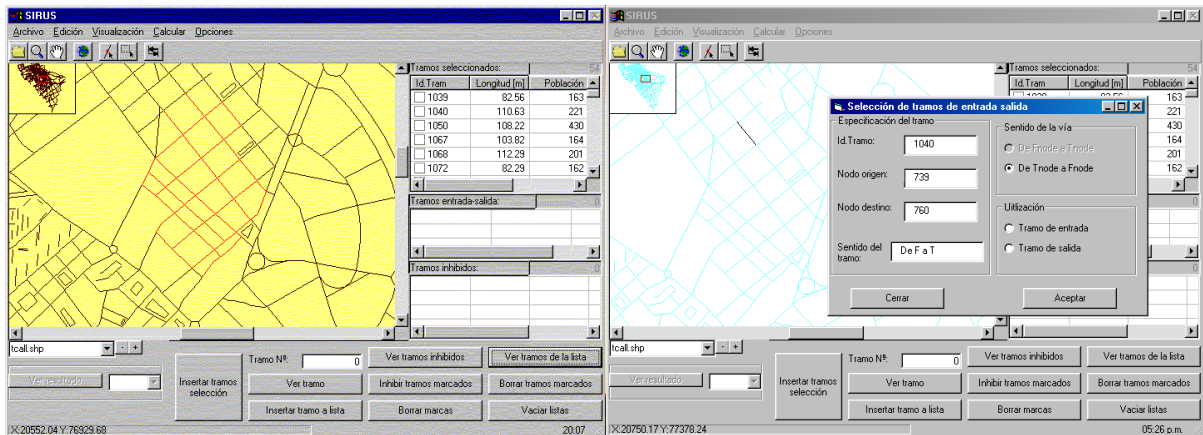 SIRUS
Archivo Edición Visualización Calcular Opciones
Tramos seleccionados: 54
Id.Tram Longitud [m] Población
1039 82.56 163
1040 110.63 221
1050 108.22 430
1067 103.82 164
1068 112.29 201
1072 82.29 162
Tramos entrada-salida: 0
Tramos inhibidos: 0
tcall.shp - +
Ver resultado
Insertar tramos selección
Tramo Nº: 0
Ver tramo
Insertar tramo a lista
Ver tramos inhibidos
Inhibir tramos marcados
Borrar marcas
Ver tramos de la lista
Borrar tramos marcados
Vaciar listas
X:20552.04 Y:76929.68 20:07
SIRUS
Archivo Edición Visualización Calcular Opciones
Tramos seleccionados: 54
Id.Tram Longitud [m] Población
163
221
430
164
201
162
Selección de tramos de entrada salida
Especificación del tramo
Id.Tramo: 1040
Nodo origen: 739
Nodo destino: 760
Sentido del tramo: De F a T
Sentido de la vía
De Fnode a Tnode
De Tnode a Fnode
Uitlización
Tramo de entrada
Tramo de salida
Cerrar
Aceptar
tcall.shp - +
Ver resultado
Insertar tramos selección
Tramo Nº: 0
Ver tramo
Insertar tramo a lista
Ver tramos inhibidos
Inhibir tramos marcados
Borrar marcas
Ver tramos de la lista
Borrar tramos marcados
Vaciar listas
X:20750.17 Y:77378.24 05:26 p.m.